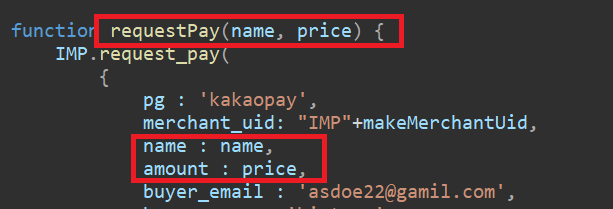 function requestPay(name, price) {
IMP.request_pay(
{
pg : 'kakaopay',
merchant_uid: "IMP"+makeMerchantUid,
name : name,
amount : price,
buyer_email : 'asdoe22@gamil.com',